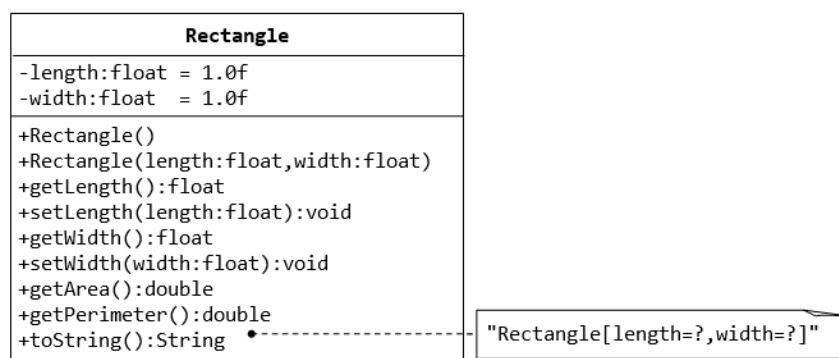 Rectangle
-length:float = 1.0f
-width:float  = 1.0f
+Rectangle()
+Rectangle(length:float,width:float)
+getLength():float
+setLength(length:float):void
+getWidth():float
+setWidth(width:float):void
+getArea():double
+getPerimeter():double
+toString():String
"Rectangle[length=?,width=?]"